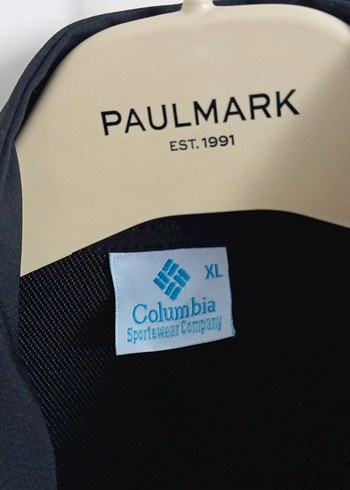 PAULMARK
EST. 1991
XL
Columbia
Sportswear Company